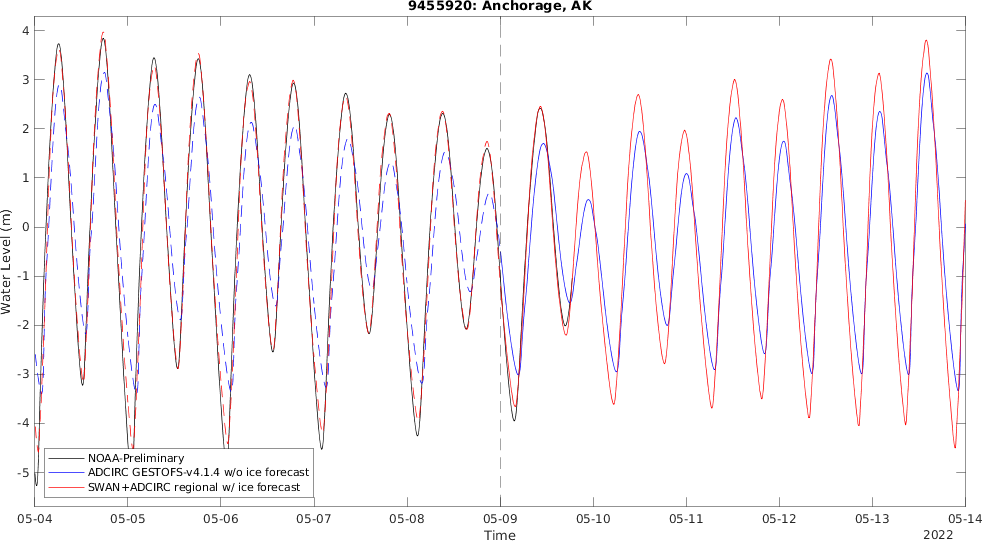 9455920: Anchorage, AK
4
3
2
1
0
-1
-2
-3
-4
-5
Water Level (m)
NOAA-Preliminary
ADCIRC GESTOFS-v4.1.4 w/o ice forecast
SWAN+ADCIRC regional w/ ice forecast
05-04 05-05 05-06 05-07 05-08 05-09 05-10 05-11 05-12 05-13 05-14
Time
2022